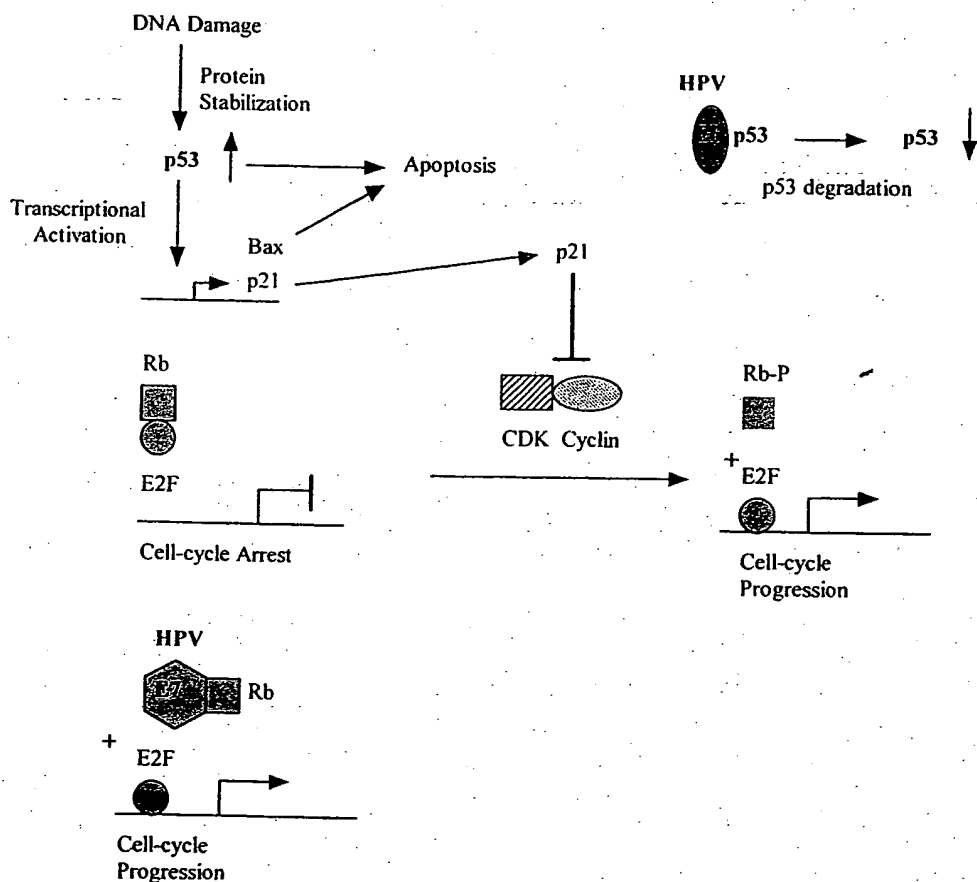 DNA Damage
Protein
Stabilization
p53
Apoptosis
Transcriptional
Activation
Bax
p21
p21
HPV
p53
p53
p53 degradation
Rb
E2F
Cell-cycle Arrest
CDK Cyclin
Rb-P
+
E2F
Cell-cycle
Progression
HPV
E7
Rb
+
E2F
Cell-cycle
Progression